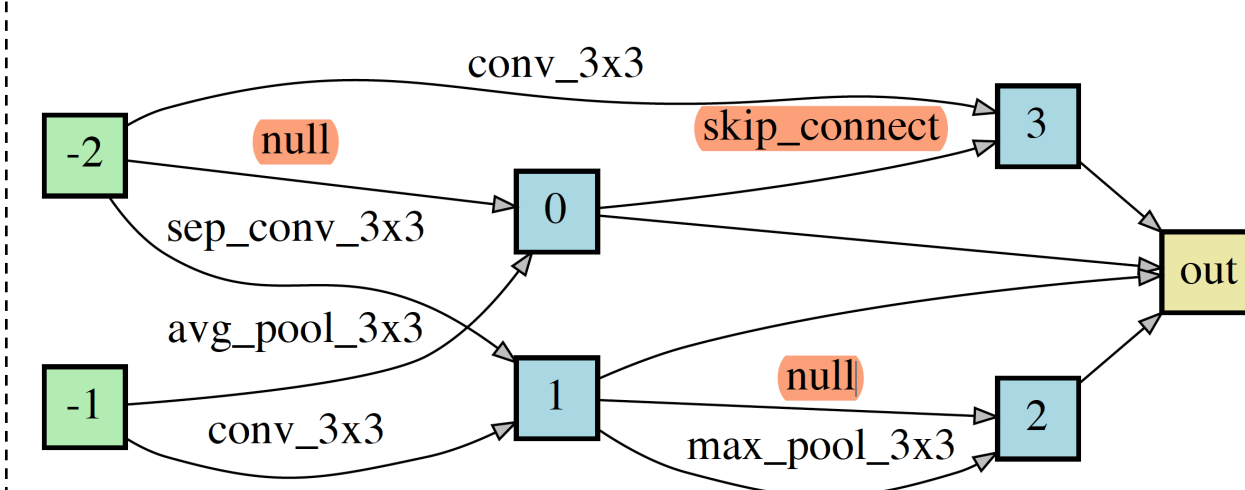 conv_3x3
-2
null
skip_connect
3
0
sep_conv_3x3
out
avg_pool_3x3
-1
1
null
2
conv_3x3
max_pool_3x3